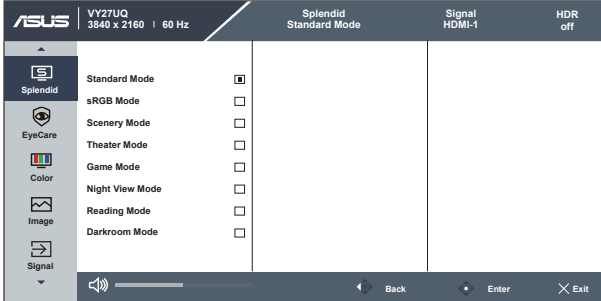 ASUS
VY27UQ
3840 x 2160 | 60 Hz
Splendid
Standard Mode
Signal
HDMI-1
HDR
off
Splendid
EyeCare
Color
Image
Signal
Standard Mode
sRGB Mode
Scenery Mode
Theater Mode
Game Mode
Night View Mode
Reading Mode
Darkroom Mode
Back
Enter
Exit